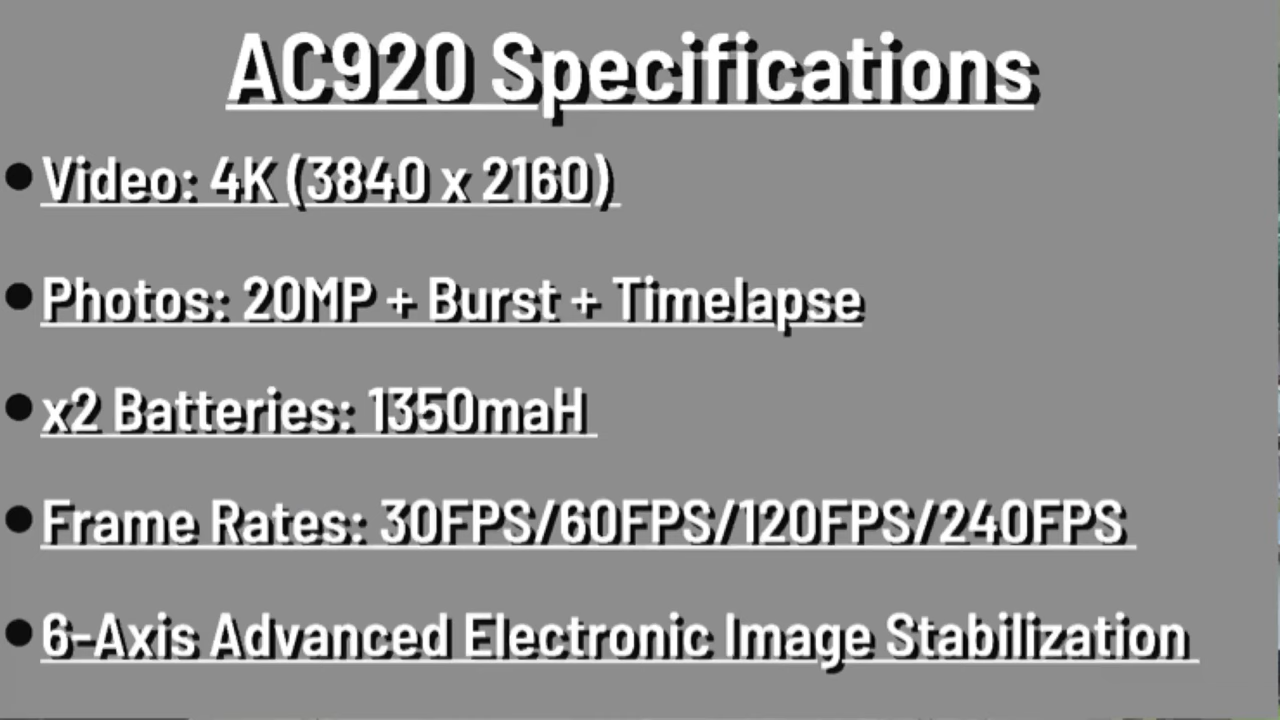 AC920 Specifications
Video: 4K (3840 x 2160)
Photos: 20MP + Burst + Timelapse
x2 Batteries: 1350maH
Frame Rates: 30FPS/60FPS/120FPS/240FPS
6-Axis Advanced Electronic Image Stabilization